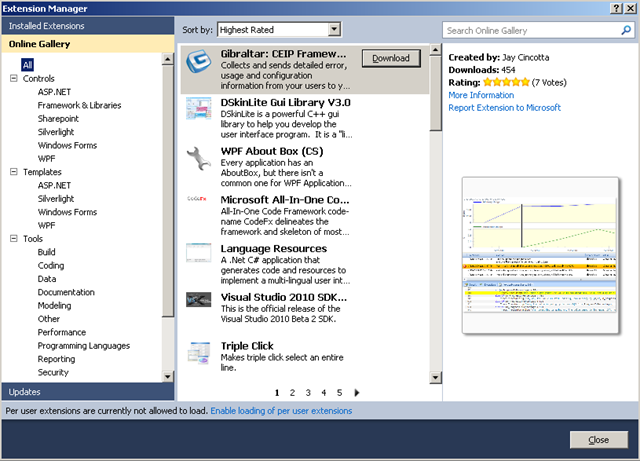 Extension Manager
Installed Extensions
Online Gallery
All
Controls
ASP.NET
Framework & Libraries
Sharepoint
Silverlight
Windows Forms
WPF
Templates
ASP.NET
Silverlight
Windows Forms
WPF
Tools
Build
Coding
Data
Documentation
Modeling
Other
Performance
Programming Languages
Reporting
Security
Updates
Sort by: Highest Rated
Gibraltar: CEIP Framew...
Download
Collects and sends detailed error,
usage and configuration
information from your users to y...
DSkinLite Gui Library V3.0
DSkinLite is a powerful C++ gui
library to help you develop the
user interface program. It is a "li...
WPF About Box (CS)
Every application has an
AboutBox, but there isn't a
common one for WPF Application...
Microsoft All-In-One Co...
All-In-One Code Framework code-
name CodeFx delineates the
framework and skeleton of most...
Language Resources
A .Net C# application that
generates code and resources to
implement a multi-lingual user int...
Visual Studio 2010 SDK...
This is the official release of the
Visual Studio 2010 Beta 2 SDK.
Triple Click
Makes triple click select an entire
line.
1 2 3 4 5
Search Online Gallery
Created by: Jay Cincotta
Downloads: 454
Rating: (7 Votes)
More Information
Report Extension to Microsoft
Per user extensions are currently not allowed to load. Enable loading of per user extensions
Close